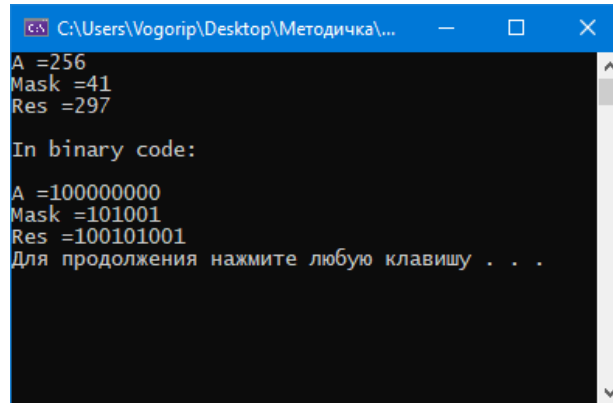 C:\Users\Vogorip\Desktop\Методичка\...
A =256
Mask =41
Res =297
In binary code:
A =100000000
Mask =101001
Res =100101001
Для продолжения нажмите любую клавишу . . .